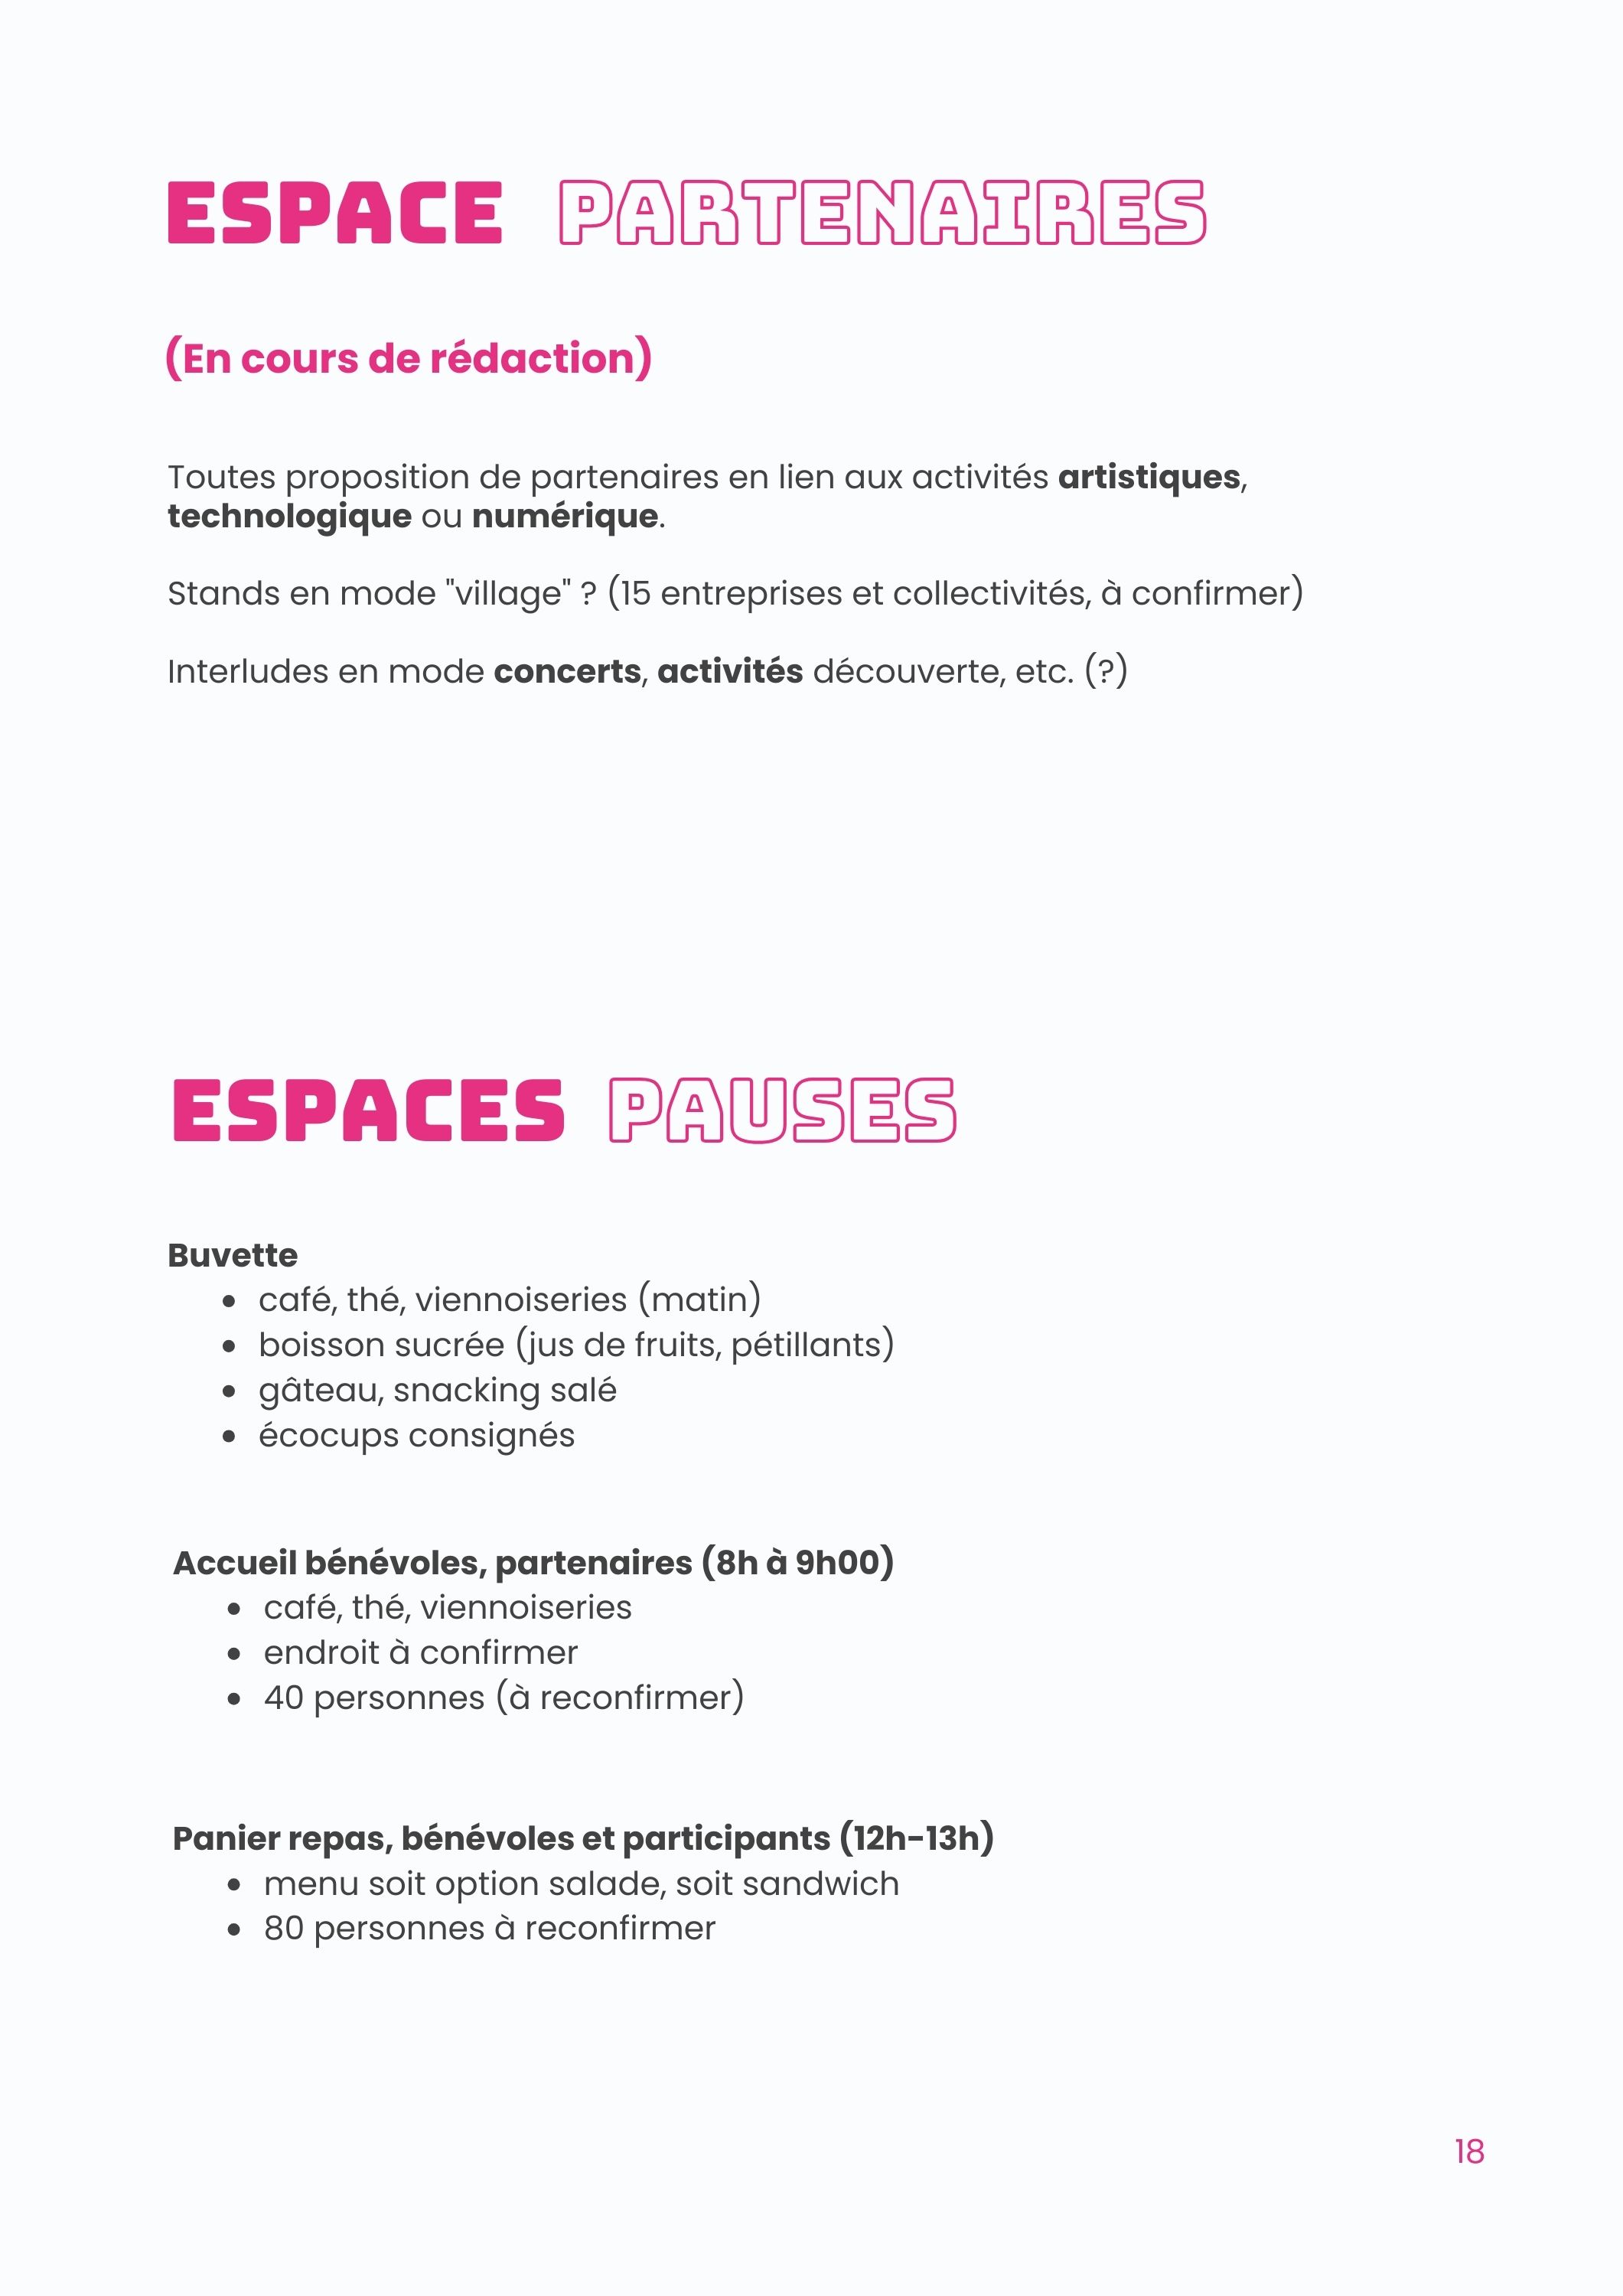 ESPACE PARTENAIRES
(En cours de rédaction)
Toutes proposition de partenaires en lien aux activités artistiques,
technologique ou numérique.
Stands en mode "village" ? (15 entreprises et collectivités, à confirmer)
Interludes en mode concerts, activités découverte, etc. (?)
ESPACES PAUSES
Buvette
• café, thé, viennoiseries (matin)
• boisson sucrée (jus de fruits, pétillants)
• gâteau, snacking salé
• écocups consignés
Accueil bénévoles, partenaires (8h à 9h00)
• café, thé, viennoiseries
• endroit à confirmer
• 40 personnes (à reconfirmer)
Panier repas, bénévoles et participants (12h-13h)
• menu soit option salade, soit sandwich
• 80 personnes à reconfirmer
18